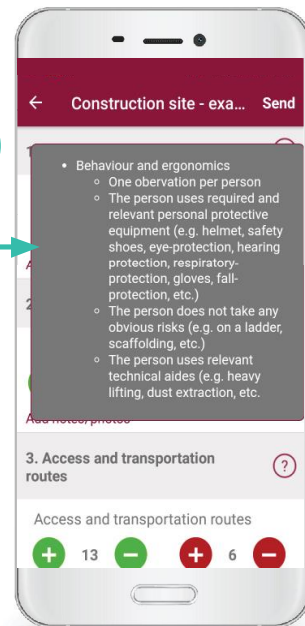 Construction site - exa... Send
1
• Behaviour and ergonomics
○ One obervation per person
○ The person uses required and
relevant personal protective
equipment (e.g. helmet, safety
shoes, eye-protection, hearing
protection, respiratory-
protection, gloves, fall-
protection, etc.)
○ The person does not take any
obvious risks (e.g. on a ladder,
scaffolding, etc.)
○ The person uses relevant
technical aides (e.g. heavy
lifting, dust extraction, etc.
A
2
Add notes/photos
3. Access and transportation
routes ?
Access and transportation routes
+ 13 − + 6 −